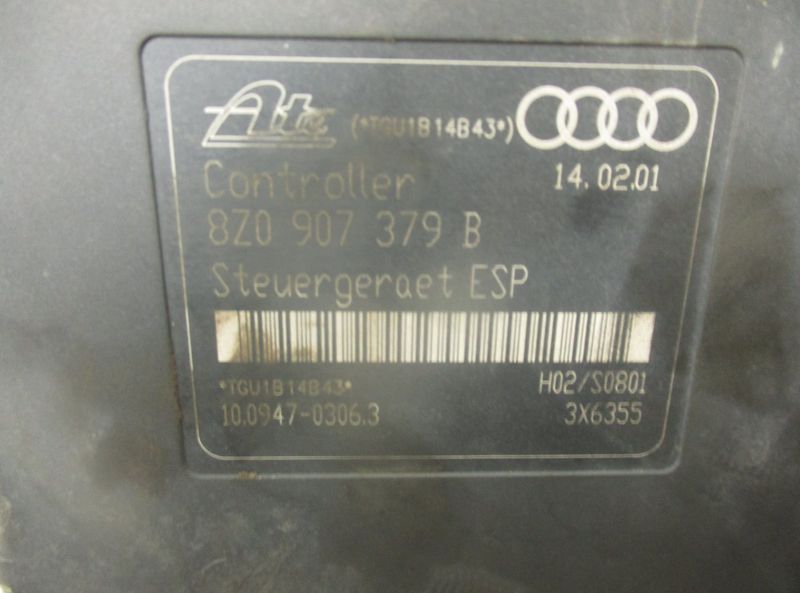 Ate (*TGU1B14B43*)
Controller 14.02.01
8Z0 907 379 B
Steuergeraet ESP
*TGU1B14B43* H02/S0801
10.0947-0306.3 3X6355